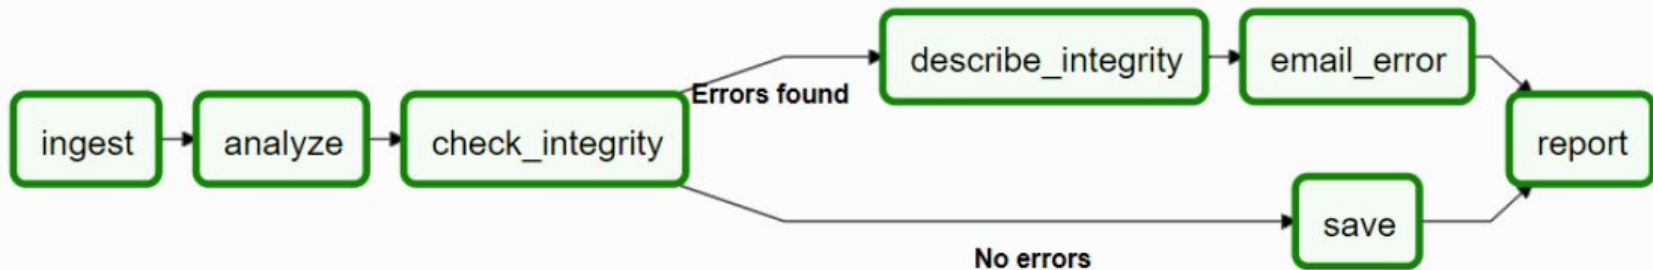 ingest
analyze
check_integrity
Errors found
describe_integrity
email_error
No errors
save
report